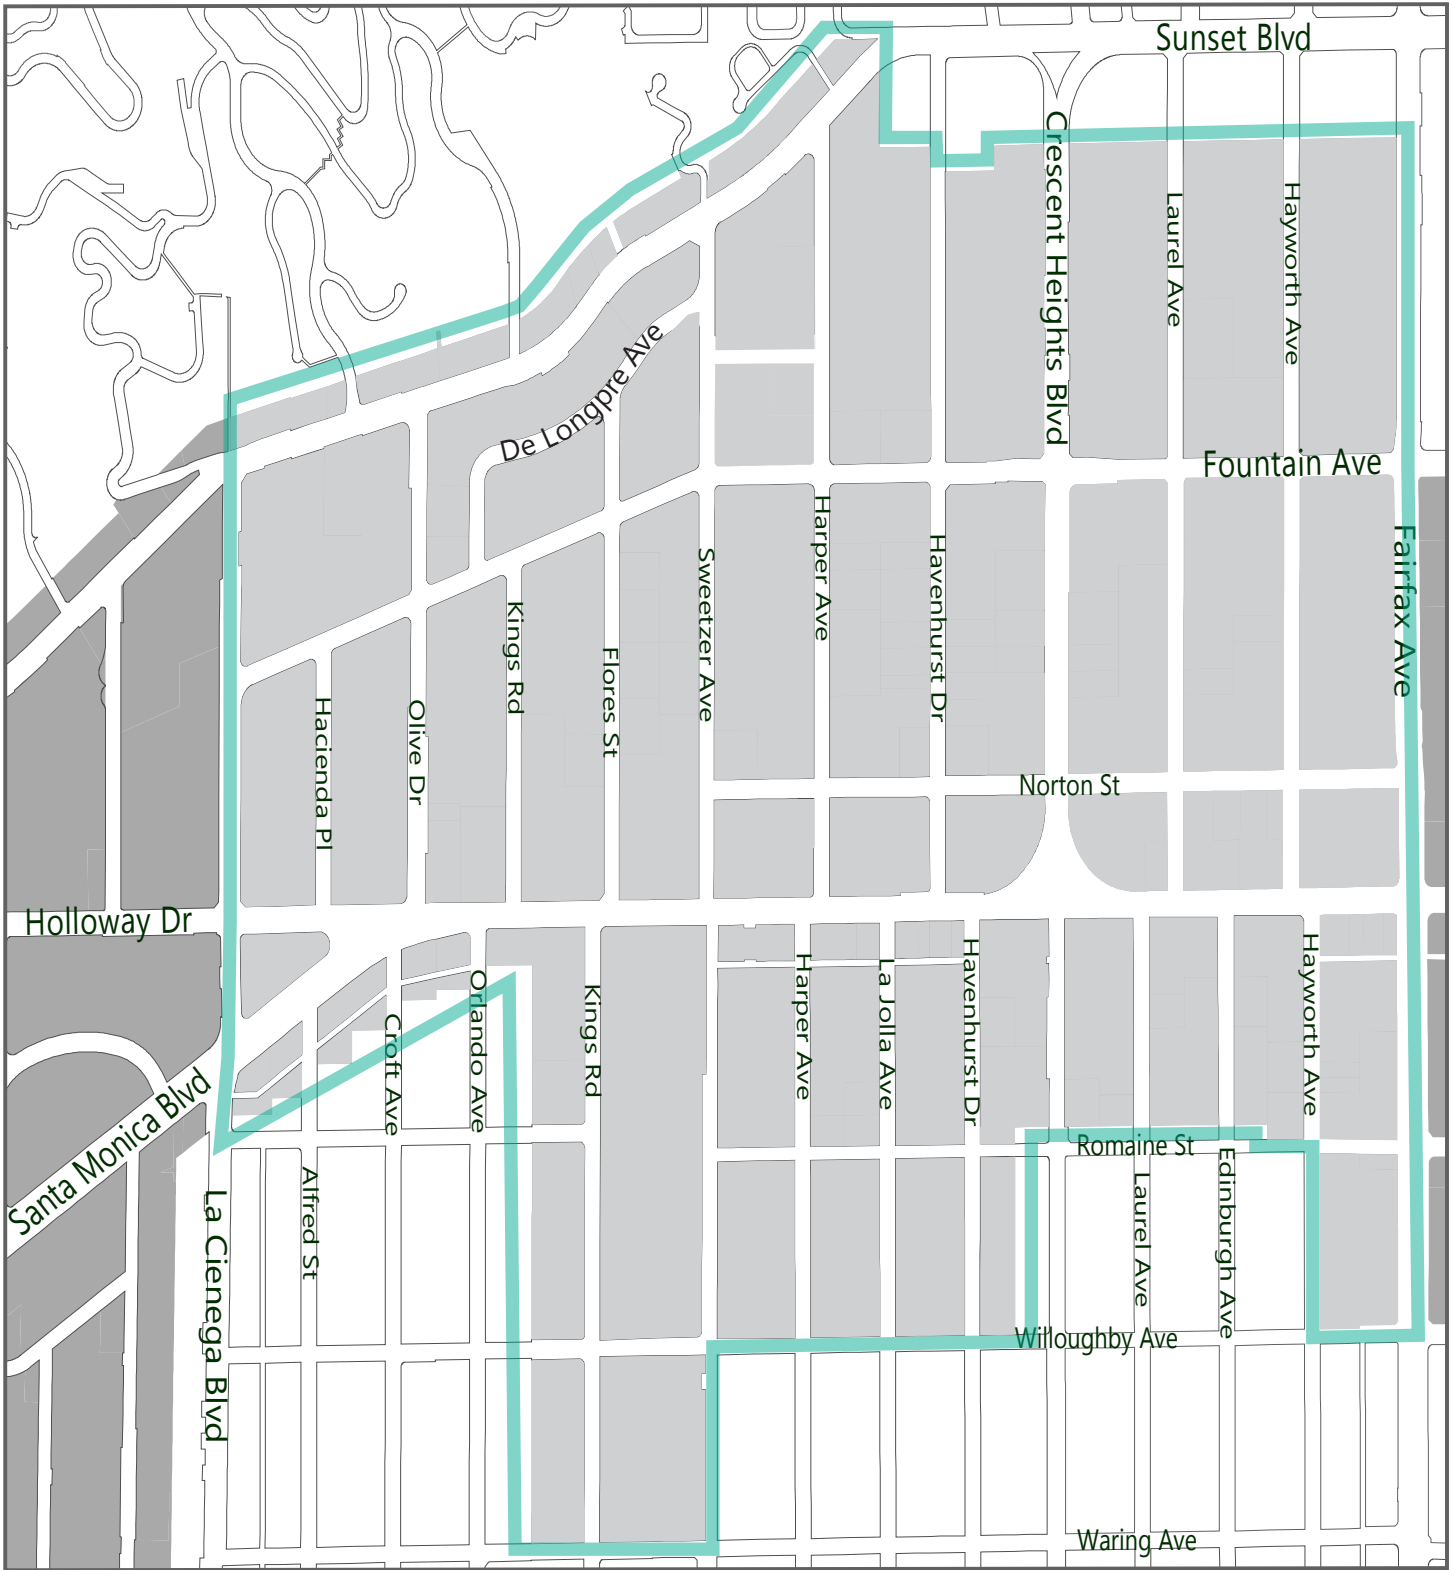 Sunset Blvd
Crescent Heights Blvd
Laurel Ave
Hayworth Ave
De Longpre Ave
Fountain Ave
Harper Ave
Havenhurst Dr
Fairfax Ave
Sweetzer Ave
Kings Rd
Flores St
Hacienda Pl
Olive Dr
Norton St
Holloway Dr
Orlando Ave
Kings Rd
Harper Ave
La Jolla Ave
Havenhurst Dr
Hayworth Ave
Croft Ave
Santa Monica Blvd
Romaine St
Alfred St
La Cienega Blvd
Laurel Ave
Edinburgh Ave
Willoughby Ave
Waring Ave